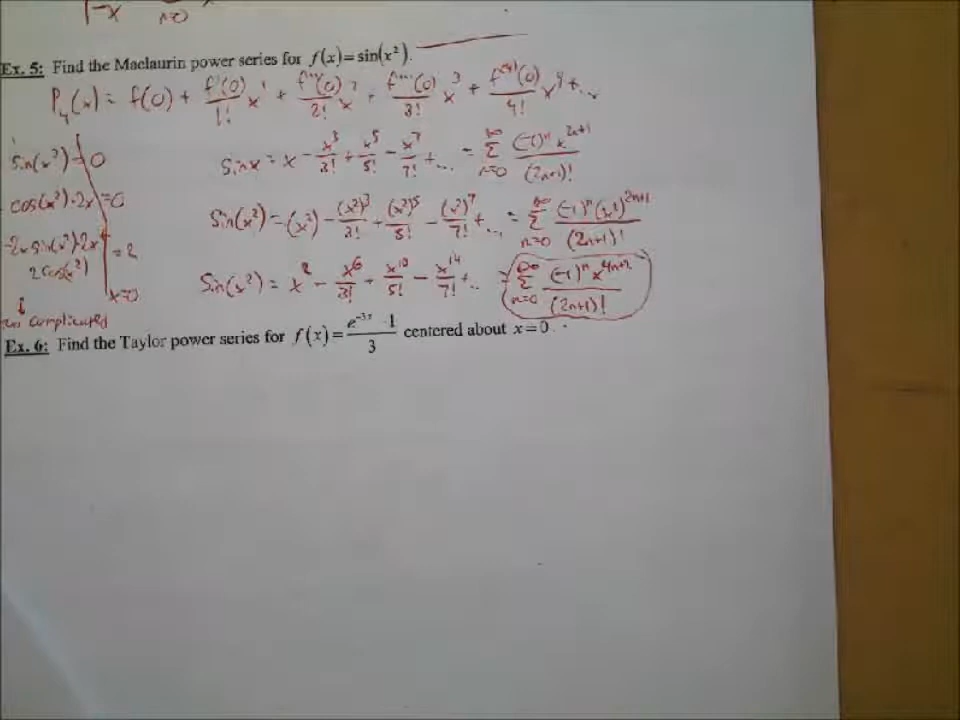 1-x n=0
Ex. 5: Find the Maclaurin power series for f(x)=sin(x²).
P₄(x) = f(0) + f'(0)/1! x¹ + f''(0)/2! x² + f'''(0)/3! x³ + f⁽⁴⁾(0)/4! x⁴ + ...
sin(x²) = 0
sin x = x - x³/3! + x⁵/5! - x⁷/7! + ... = ∞ Σ n=0 (-1)ⁿ x²ⁿ⁺¹/(2n+1)!
cos(x²)·2x = 0
sin(x²) = (x²) - (x²)³/3! + (x²)⁵/5! - (x²)⁷/7! + ... = ∞ Σ n=0 (-1)ⁿ (x²)²ⁿ⁺¹/(2n+1)!
-2x sin(x²)·2x + 2cos(x²) = 2
x=0
sin(x²) = x² - x⁶/3! + x¹⁰/5! - x¹⁴/7! + ... = ∞ Σ n=0 (-1)ⁿ x⁴ⁿ⁺²/(2n+1)!
↓
too complicated
Ex. 6: Find the Taylor power series for f(x)= e⁻³ˣ -1/3 centered about x=0.